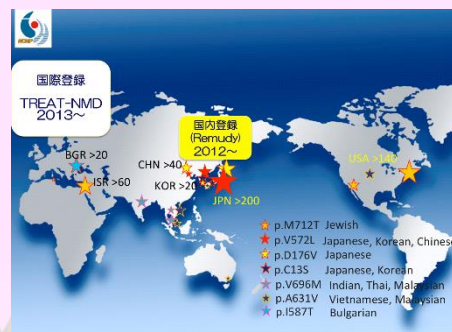 国際登録
TREAT-NMD
2013~
国内登録
(Remudy)
2012~
BGR >20
ISR >60
CHN >40
KOR >20
JPN >200
USA >140
p.M712T Jewish
p.V572L Japanese, Korean, Chinese
p.D176V Japanese
p.C13S Japanese, Korean
p.V696M Indian, Thai, Malaysian
p.A631V Vietnamese, Malaysian
p.I587T Bulgarian